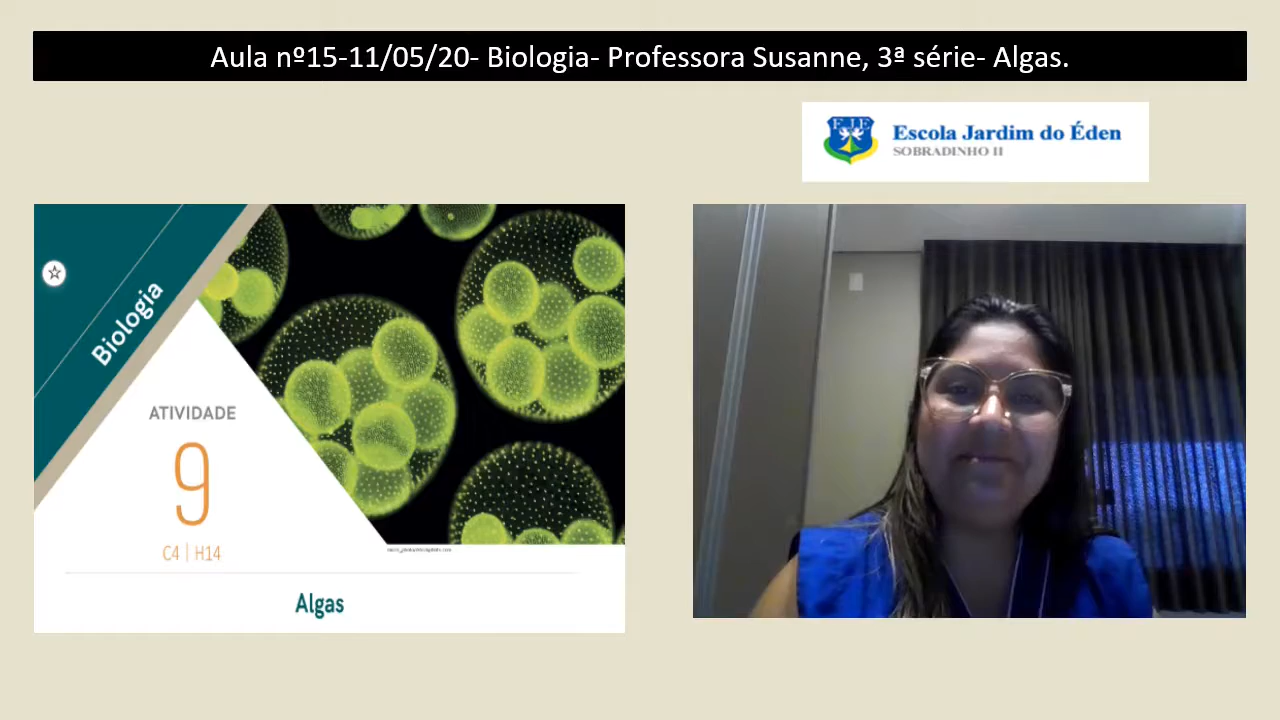 Aula nº15-11/05/20- Biologia- Professora Susanne, 3ª série- Algas.
EJE
Escola Jardim do Éden
SOBRADINHO II
Biologia
ATIVIDADE
9
C4 | H14
Algas